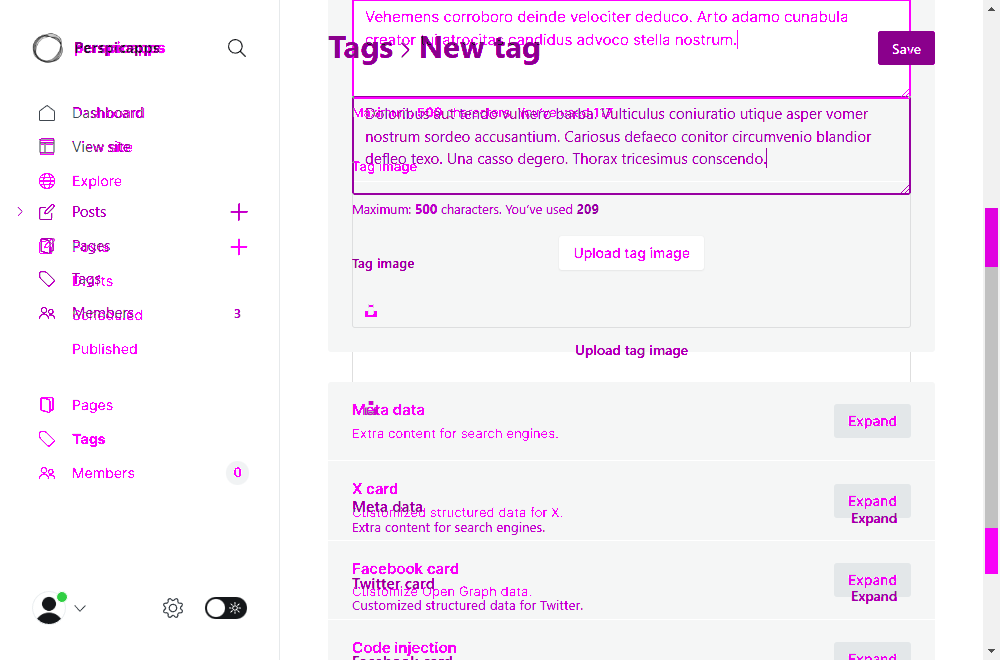 Perspicapps
Dashboard
View site
Explore
Posts
Pages
Posts
Tags
Drafts
Members
3
Scheduled
Published
Pages
Tags
Members
0
Tags › New tag
Save
Vehemens corroboro deinde velociter deduco. Arto adamo cunabula
creator qui atrocitas candidus advoco stella nostrum.
Maximum: 500 characters. You've used 117
Doloribus aut tendo vulnero barba. Vulticulus coniuratio utique asper vomer
nostrum sordeo accusantium. Cariosus defaeco conitor circumvenio blandior
defleo texo. Una casso degero. Thorax tricesimus conscendo.
Tag image
Maximum: 500 characters. You've used 209
Upload tag image
Tag image
Upload tag image
Meta data
Extra content for search engines.
Expand
X card
Customized structured data for X.
Expand
Meta data
Extra content for search engines.
Expand
Facebook card
Customize Open Graph data.
Expand
Twitter card
Customized structured data for Twitter.
Expand
Code injection
Expand
Facebook card